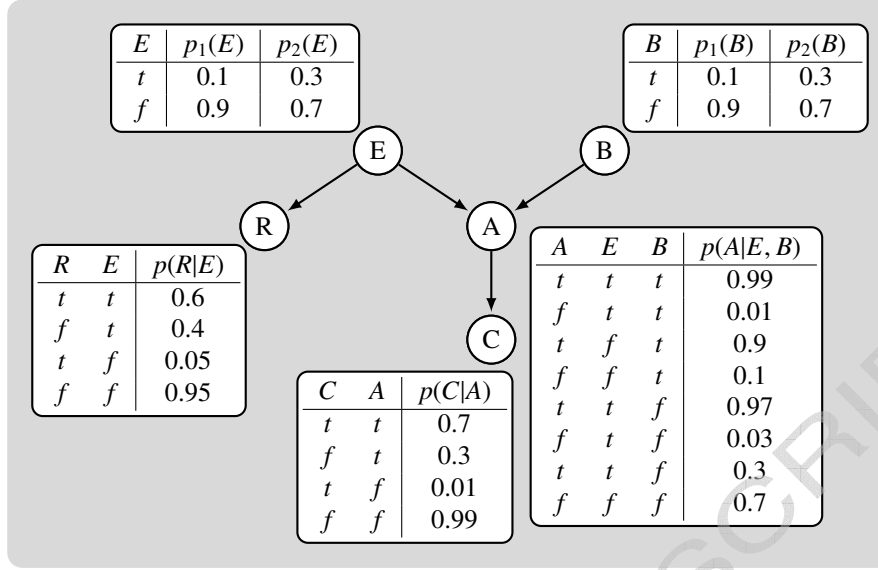 E p₁(E) p₂(E)
t 0.1 0.3
f 0.9 0.7
B p₁(B) p₂(B)
t 0.1 0.3
f 0.9 0.7
E
B
R
A
R E p(R|E)
t t 0.6
f t 0.4
t f 0.05
f f 0.95
A E B p(A|E, B)
t t t 0.99
f t t 0.01
t f t 0.9
f f t 0.1
t t f 0.97
f t f 0.03
t t f 0.3
f f f 0.7
C
C A p(C|A)
t t 0.7
f t 0.3
t f 0.01
f f 0.99
SCRI